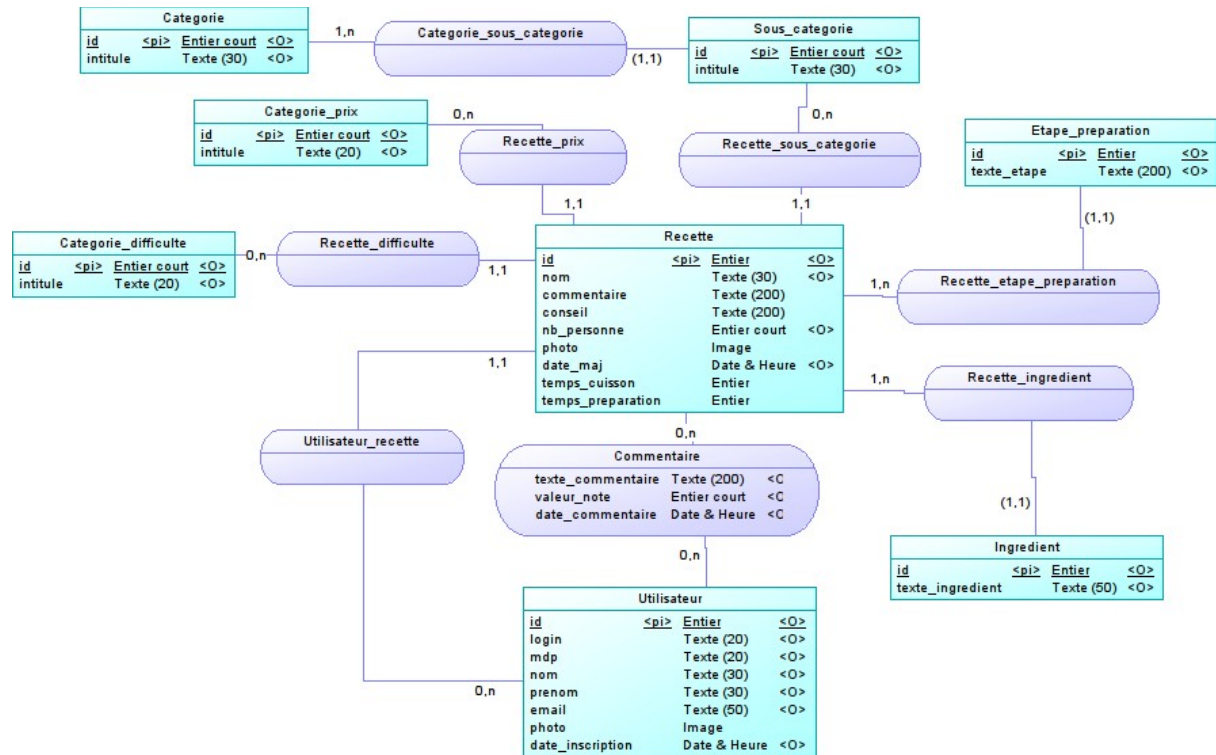 Categorie
id <pi> Entier court <O>
intitule Texte (30) <O>
1,n
Categorie_sous_categorie
(1,1)
Sous_categorie
id <pi> Entier court <O>
intitule Texte (30) <O>
Categorie_prix
id <pi> Entier court <O>
intitule Texte (20) <O>
0,n
Recette_prix
1,1
0,n
Recette_sous_categorie
1,1
Etape_preparation
id <pi> Entier <O>
texte_etape Texte (200) <O>
(1,1)
Categorie_difficulte
id <pi> Entier court <O>
intitule Texte (20) <O>
0,n
Recette_difficulte
1,1
Recette
id <pi> Entier <O>
nom Texte (30) <O>
commentaire Texte (200)
conseil Texte (200)
nb_personne Entier court <O>
photo Image
date_maj Date & Heure <O>
temps_cuisson Entier
temps_preparation Entier
1,n
Recette_etape_preparation
1,n
Recette_ingredient
(1,1)
1,1
Utilisateur_recette
0,n
0,n
Commentaire
texte_commentaire Texte (200) <C
valeur_note Entier court <C
date_commentaire Date & Heure <C
0,n
Ingredient
id <pi> Entier <O>
texte_ingredient Texte (50) <O>
Utilisateur
id <pi> Entier <O>
login Texte (20) <O>
mdp Texte (20) <O>
nom Texte (30) <O>
prenom Texte (30) <O>
email Texte (50) <O>
photo Image
date_inscription Date & Heure <O>